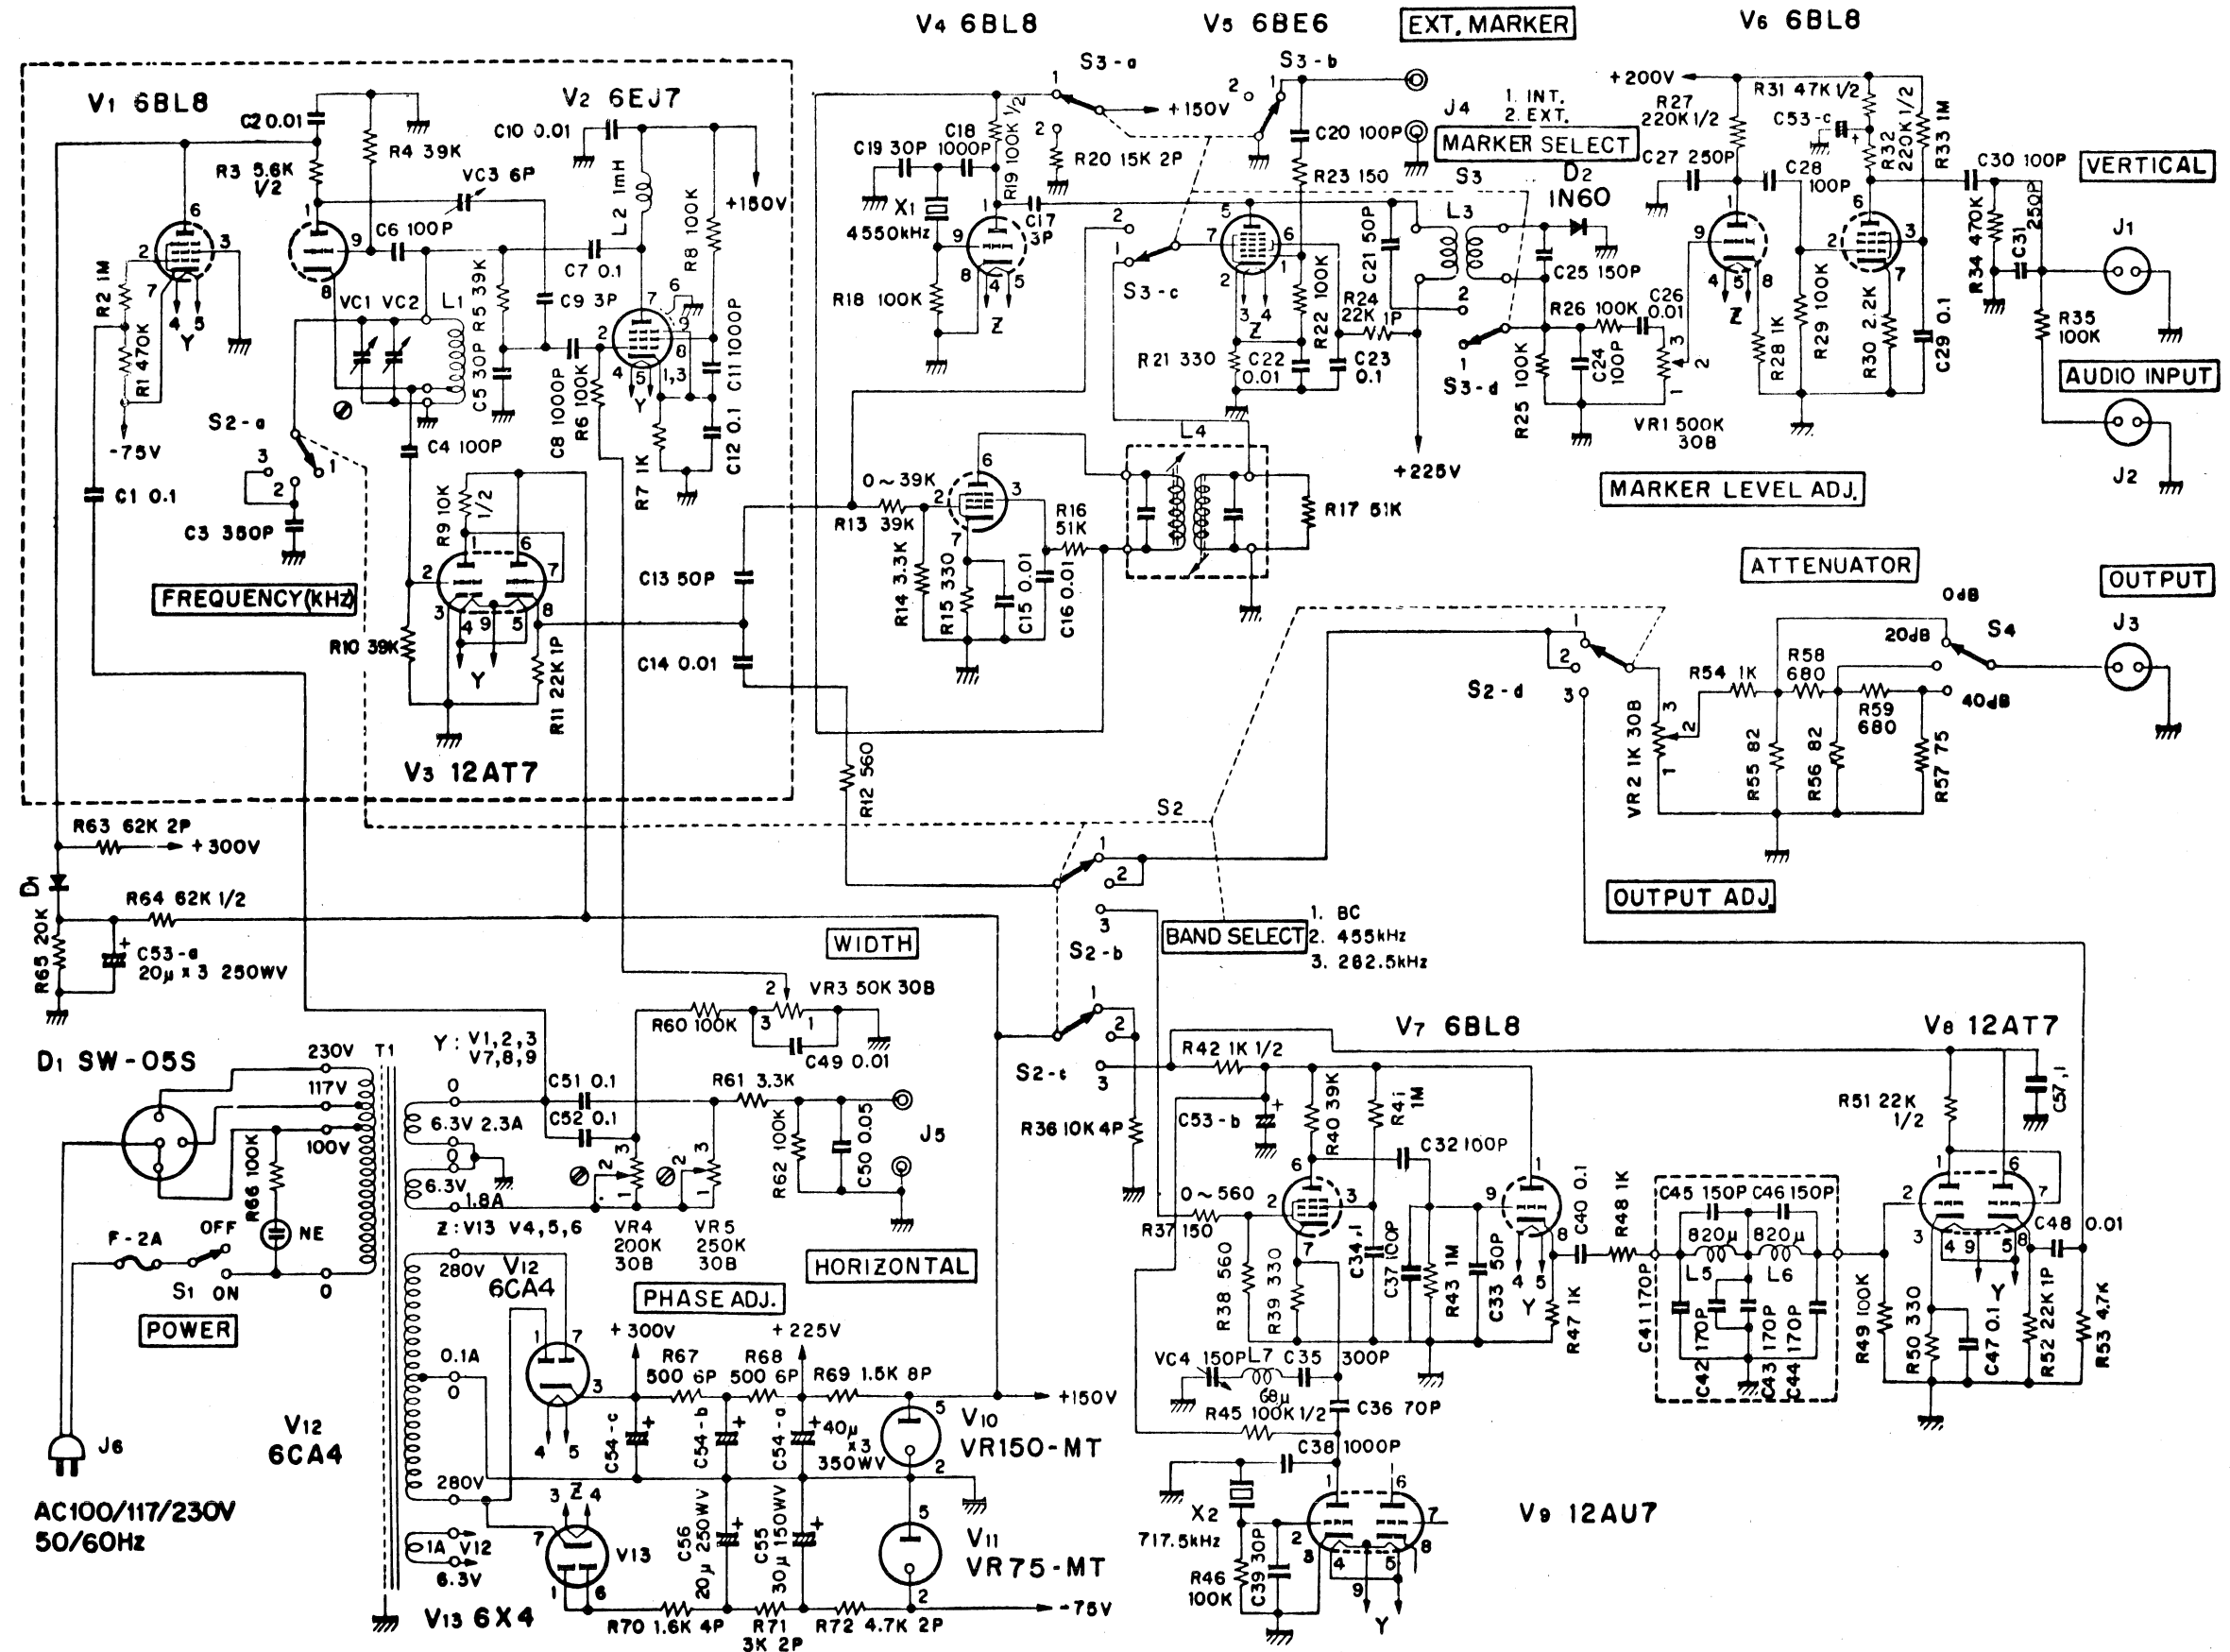 V4 6BL8
V5 6BE6
EXT. MARKER
V6 6BL8
V1 6BL8
V2 6EJ7
S3-a
S3-b
+150V
J4
1. INT.
2. EXT.
MARKER SELECT
+200V
R27
220K 1/2
R31 47K 1/2
C53-c
R32
220K 1/2
R33 1M
C2 0.01
R4 39K
C10 0.01
R3 5.6K
1/2
VC3 6P
L2 1mH
R8 100K
+150V
C19 30P
C18
1000P
R19 100K 1/2
R20 15K 2P
C20 100P
R23 150
S3
D2
1N60
C27 250P
C28
100P
C30 100P
VERTICAL
X1
4550kHz
C17
3P
L3
C21 50P
C25 150P
R34 470K
C31
250P
J1
R2 1M
R1 470K
-75V
C6 100P
VC1
VC2
L1
R5 39K
C7 0.1
C9 3P
C5 30P
C8 1000P
R6 100K
C11 1000P
C12 0.1
R7 1K
R18 100K
Z
S3-c
R21 330
C22
0.01
R22 100K
R24
22K 1P
C23
0.1
R26 100K
C26
0.01
R25 100K
C24
100P
S3-d
VR1 500K
30B
R28 1K
R29 100K
R30 2.2K
C29 0.1
R35
100K
AUDIO INPUT
J2
+225V
MARKER LEVEL ADJ.
S2-a
C1 0.1
C3 350P
C4 100P
R9 10K
1/2
FREQUENCY(KHz)
R10 39K
R11 22K 1P
V3 12AT7
Y
C13 50P
C14 0.01
0~39K
R13 39K
R14 3.3K
R15 330
C15 0.01
R16
51K
C16 0.01
L4
R17 51K
R12 560
ATTENUATOR
OUTPUT
0dB
20dB
40dB
S4
J3
S2-d
R54 1K
R58
680
R59
680
VR2 1K 30B
R55 82
R56 82
R57 75
OUTPUT ADJ.
S2
R63 62K 2P
+300V
D1
R64 62K 1/2
R65 20K
C53-a
20μ×3 250WV
WIDTH
S2-b
BAND SELECT
1. BC
2. 455kHz
3. 262.5kHz
R60 100K
VR3 50K 30B
C49 0.01
D1 SW-05S
230V
117V
100V
T1
Y : V1,2,3
V7,8,9
6.3V 2.3A
6.3V
1.8A
Z : V13 V4,5,6
C51 0.1
C52 0.1
R61 3.3K
R62 100K
C50 0.05
J5
VR4
200K
30B
VR5
250K
30B
HORIZONTAL
PHASE ADJ.
R66 100K
NE
OFF
F-2A
S1
ON
POWER
280V
0.1A
0
280V
V12
6CA4
+300V
+225V
R67
500 6P
R68
500 6P
R69 1.5K 8P
+150V
C54-c
C54-b
C54-a
40μ
×3
350WV
V10
VR150-MT
V12
6CA4
J6
AC100/117/230V
50/60Hz
1A V12
6.3V
V13
C56
20μ 250WV
C55
30μ 150WV
V11
VR75-MT
V13 6X4
R70 1.6K 4P
R71
3K 2P
R72 4.7K 2P
-75V
S2-c
R36 10K 4P
V7 6BL8
R42 1K 1/2
C53-b
R40 39K
R41
1M
C32 100P
0~560
R37 150
R38 560
R39 330
C34 .1
C37 100P
R43 1M
C33 50P
C40 0.1
R48 1K
R47 1K
VC4
150P
L7
68μ
C35
300P
R45 100K 1/2
C36 70P
C38 1000P
X2
717.5kHz
R46
100K
C39 30P
V9 12AU7
V8 12AT7
R51 22K
1/2
C57 .1
C45 150P
C46 150P
820μ
820μ
L5
L6
C41 170P
C42 170P
C43 170P
C44 170P
R49 100K
R50 330
C47 0.1
C48 0.01
R52 22K 1P
R53 4.7K